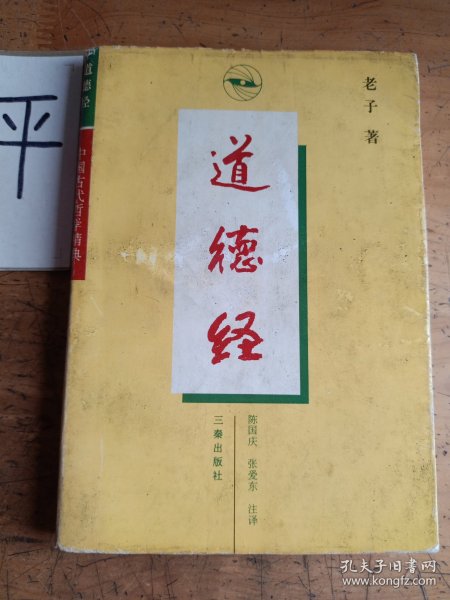 平
道德经
中国古代哲学精典
老子 著
道德经
陈国庆 张爱东 注译
三秦出版社
孔夫子旧书网
www.kongfz.com